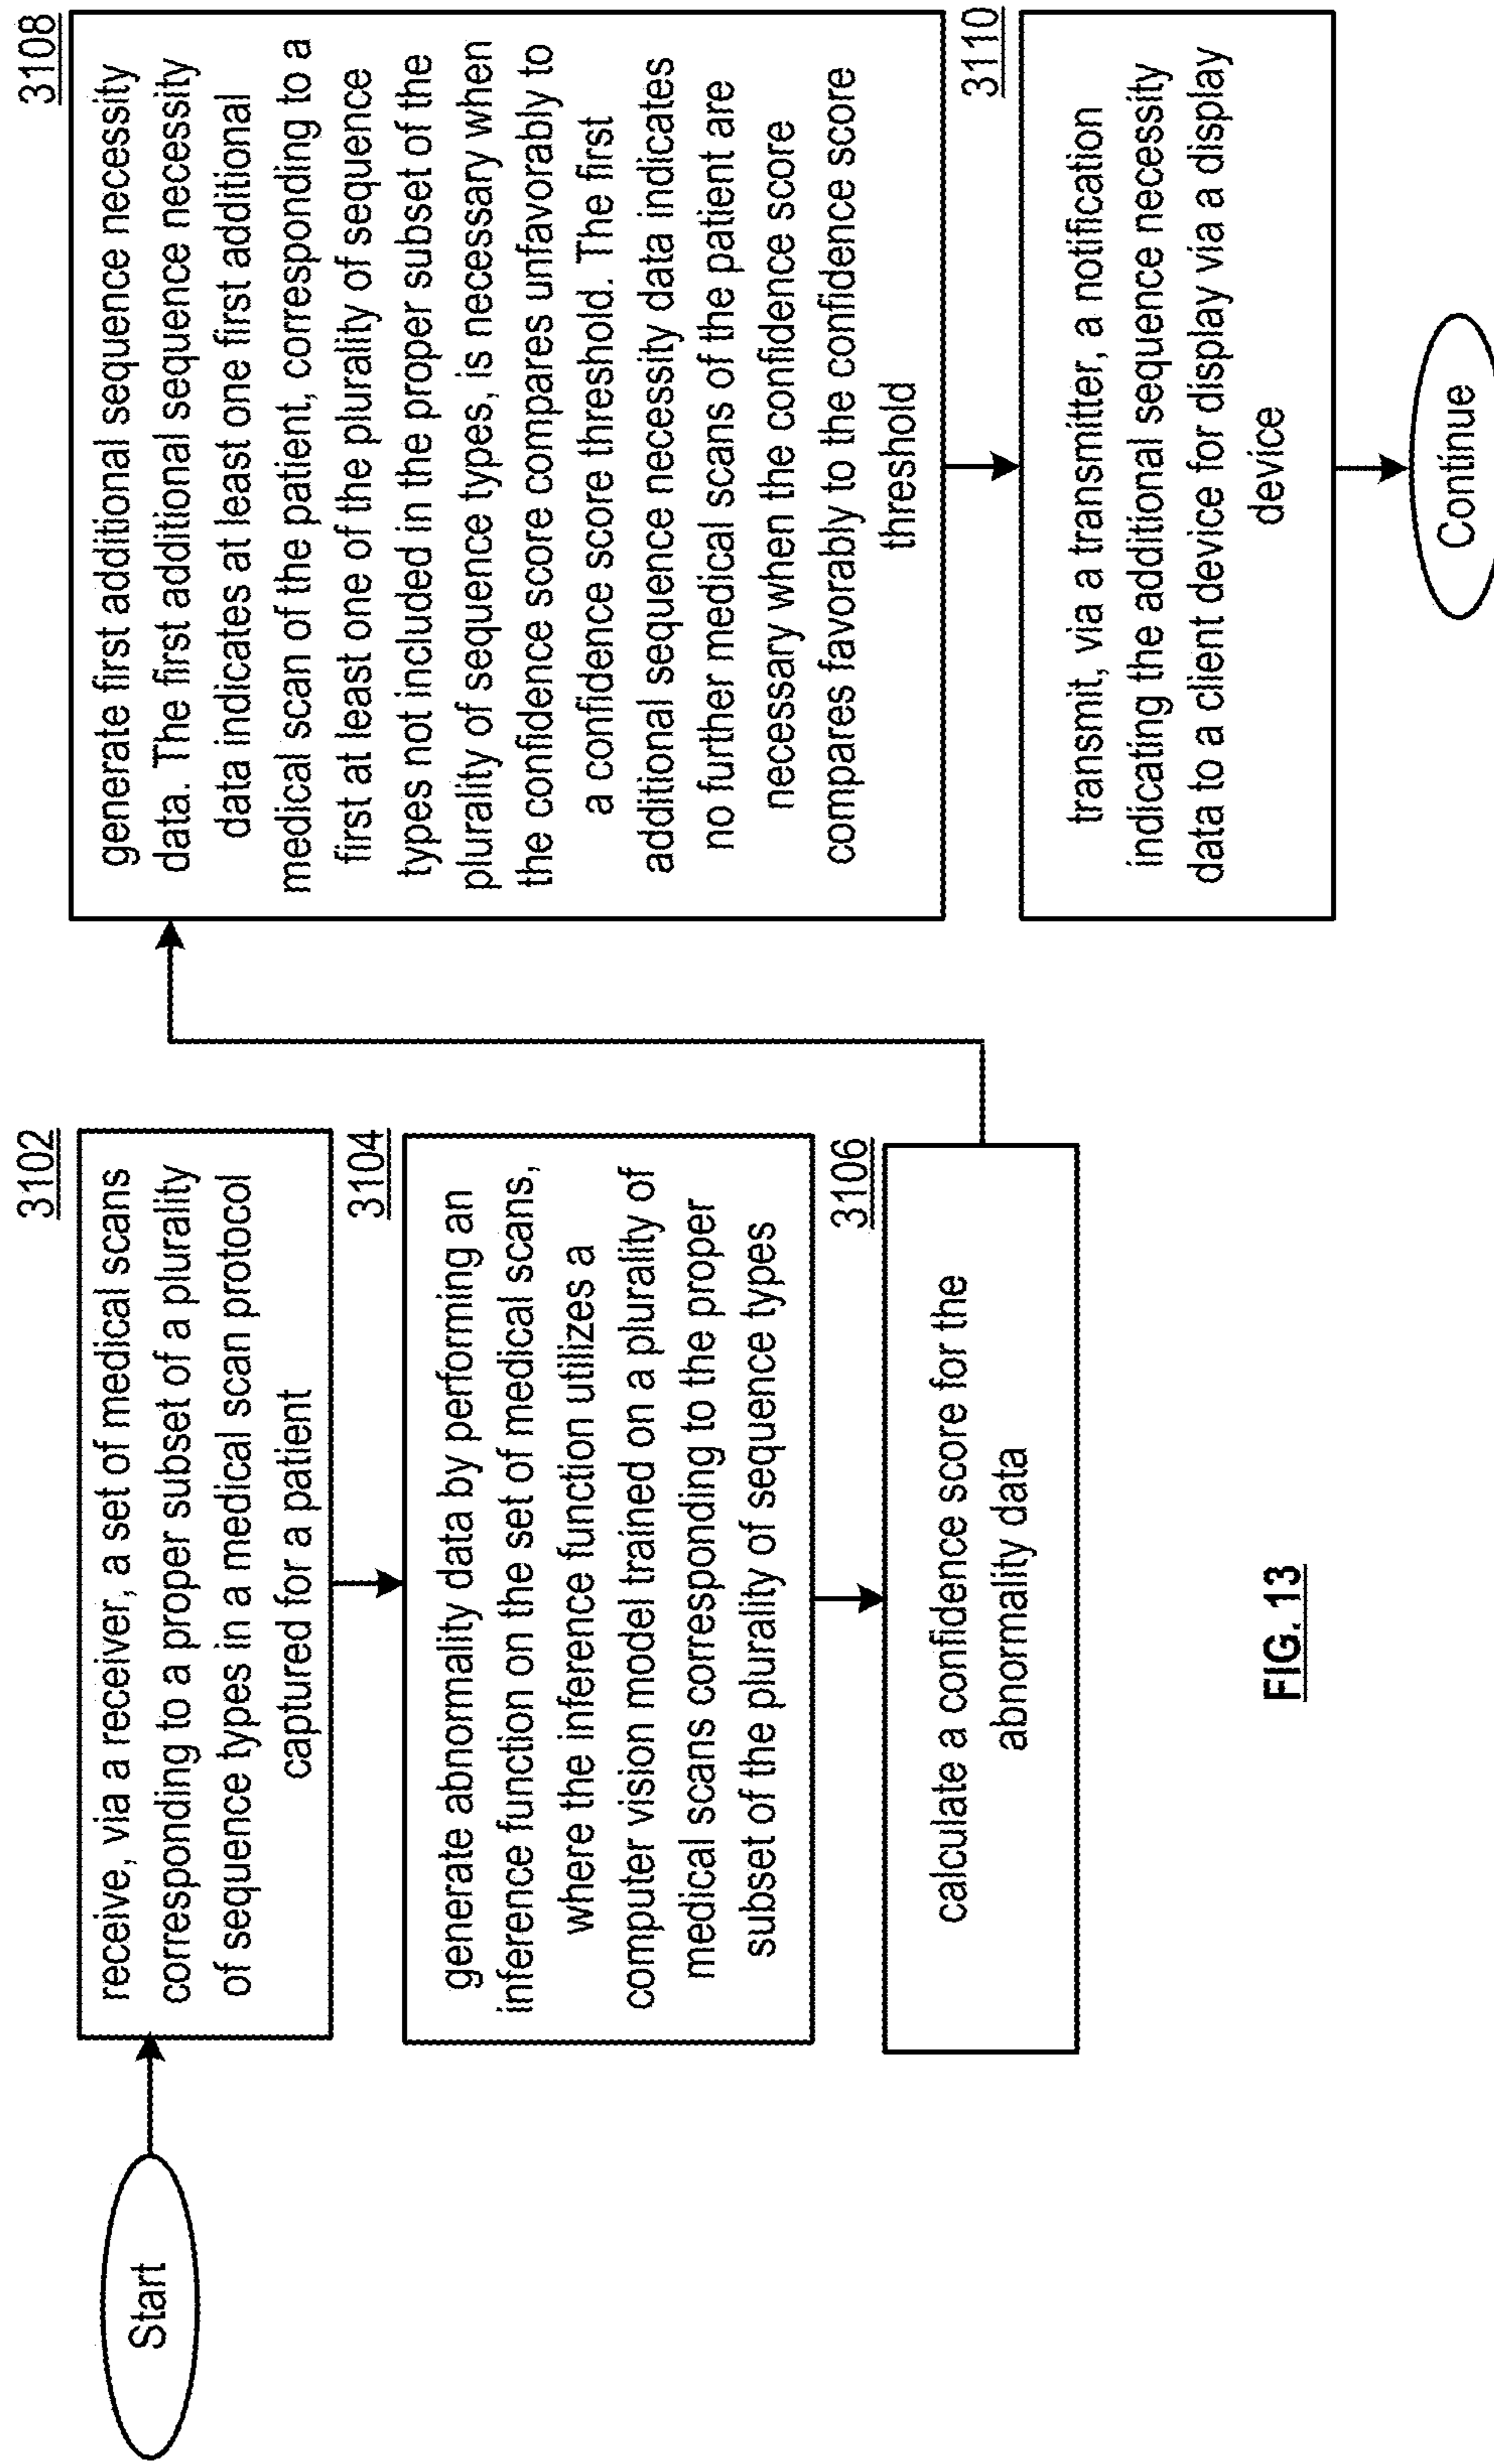 Start
3102
receive, via a receiver, a set of medical scans
corresponding to a proper subset of a plurality
of sequence types in a medical scan protocol
captured for a patient
3104
generate abnormality data by performing an
inference function on the set of medical scans,
where the inference function utilizes a
computer vision model trained on a plurality of
medical scans corresponding to the proper
subset of the plurality of sequence types
3106
calculate a confidence score for the
abnormality data
3108
generate first additional sequence necessity
data. The first additional sequence necessity
data indicates at least one first additional
medical scan of the patient, corresponding to a
first at least one of the plurality of sequence
types not included in the proper subset of the
plurality of sequence types, is necessary when
the confidence score compares unfavorably to
a confidence score threshold. The first
additional sequence necessity data indicates
no further medical scans of the patient are
necessary when the confidence score
compares favorably to the confidence score
threshold
3110
transmit, via a transmitter, a notification
indicating the additional sequence necessity
data to a client device for display via a display
device
Continue
FIG. 13